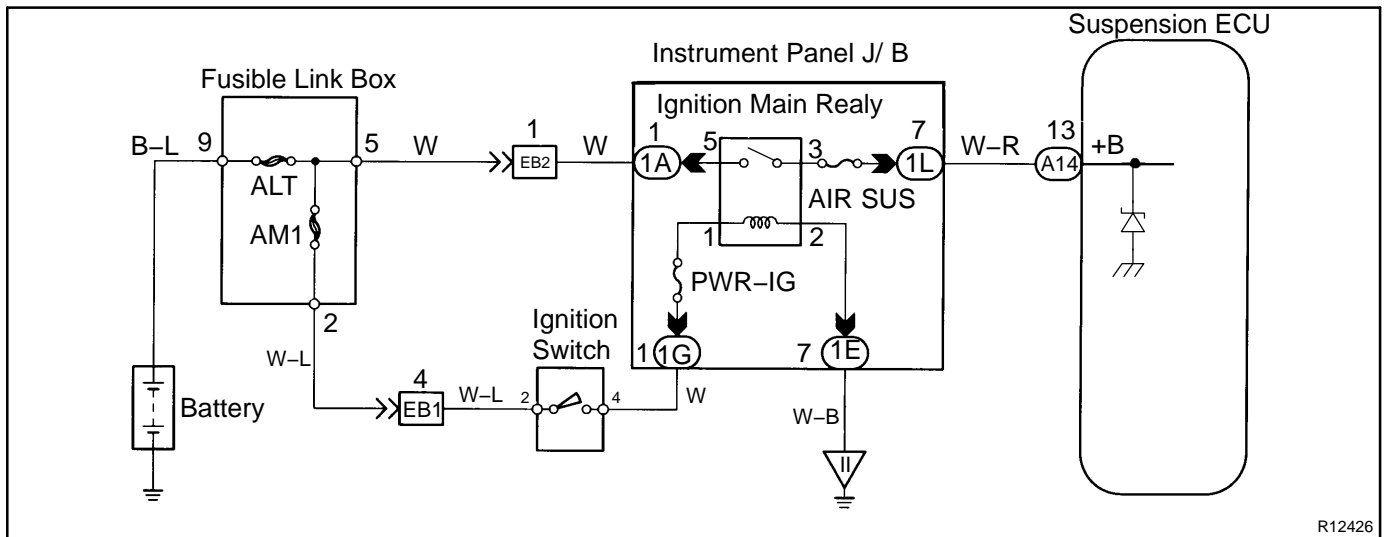 Suspension ECU
Instrument Panel J/ B
Fusible Link Box
Ignition Main Realy
B–L
9
5
W
1
EB2
W
1
1A
5
3
7
1L
W–R
13
A14
+B
ALT
AIR SUS
AM1
1
2
PWR–IG
2
Ignition
Switch
1
1G
7
1E
W–L
4
EB1
W–L
2
4
W
W–B
Battery
II
R12426